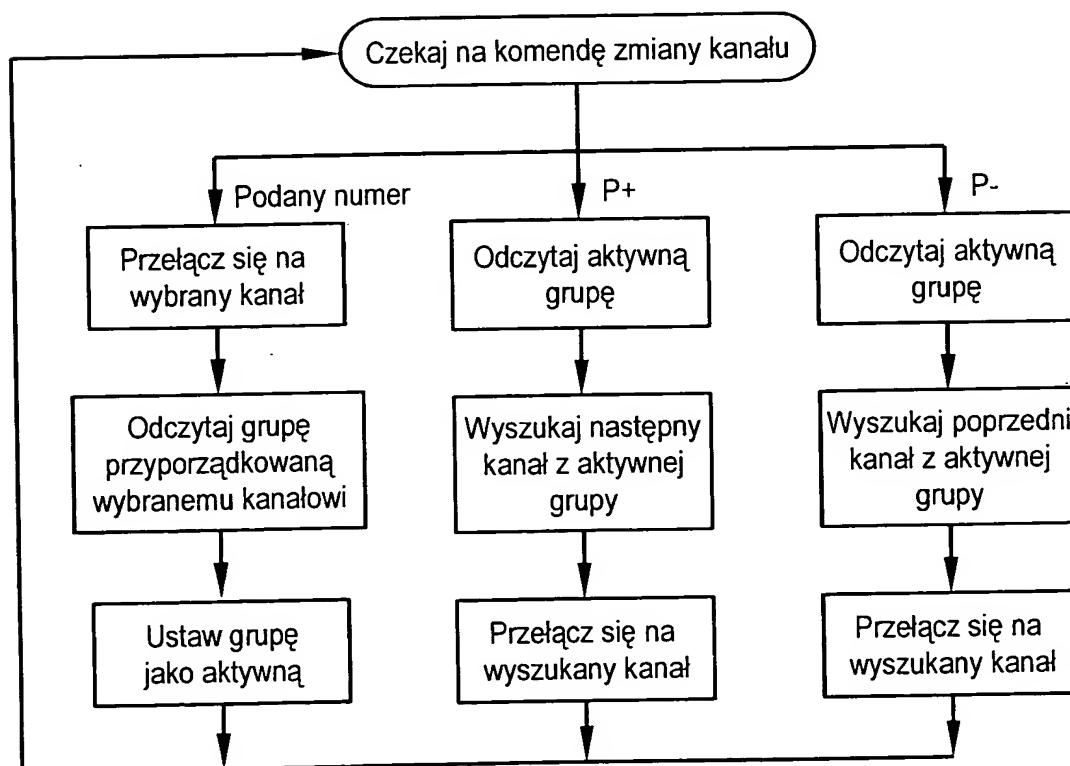 Czekaj na komendę zmiany kanału
Podany numer
P+
P-
Przełącz się na
wybrany kanał
Odczytaj aktywną
grupę
Odczytaj aktywną
grupę
Odczytaj grupę
przyporządkowaną
wybranemu kanałowi
Wyszukaj następny
kanał z aktywnej
grupy
Wyszukaj poprzedni
kanał z aktywnej
grupy
Ustaw grupę
jako aktywną
Przełącz się na
wyszukany kanał
Przełącz się na
wyszukany kanał